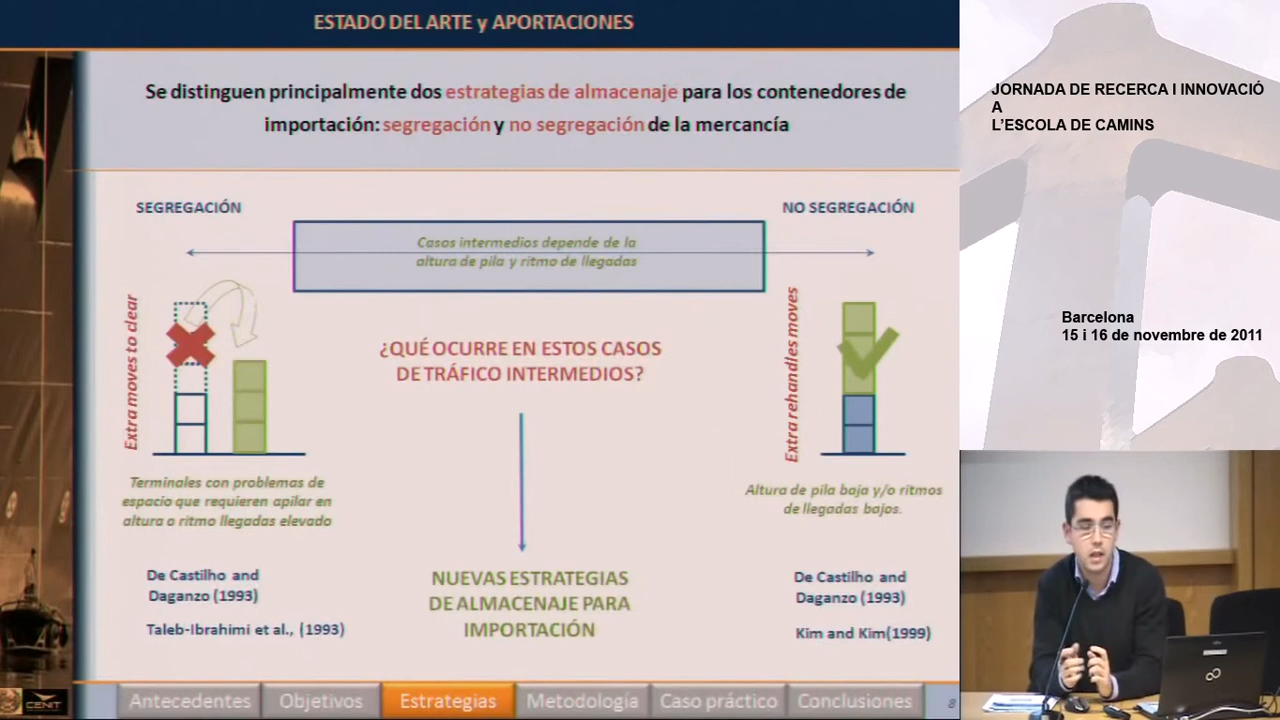 ESTADO DEL ARTE y APORTACIONES
Se distinguen principalmente dos estrategias de almacenaje para los contenedores de
importación: segregación y no segregación de la mercancía
SEGREGACIÓN
NO SEGREGACIÓN
Casos intermedios depende de la
altura de pila y ritmo de llegadas
Extra moves to clear
¿QUÉ OCURRE EN ESTOS CASOS
DE TRÁFICO INTERMEDIOS?
Extra rehandles moves
Terminales con problemas de
espacio que requieren apilar en
altura o ritmo llegadas elevado
Altura de pila baja y/o ritmos
de llegadas bajos.
De Castilho and
Daganzo (1993)
Taleb-Ibrahimi et al., (1993)
NUEVAS ESTRATEGIAS
DE ALMACENAJE PARA
IMPORTACIÓN
De Castilho and
Daganzo (1993)
Kim and Kim(1999)
CENIT
Antecedentes
Objetivos
Estrategias
Metodología
Caso práctico
Conclusiones
8
JORNADA DE RECERCA I INNOVACIÓ
A
L'ESCOLA DE CAMINS
Barcelona
15 i 16 de novembre de 2011